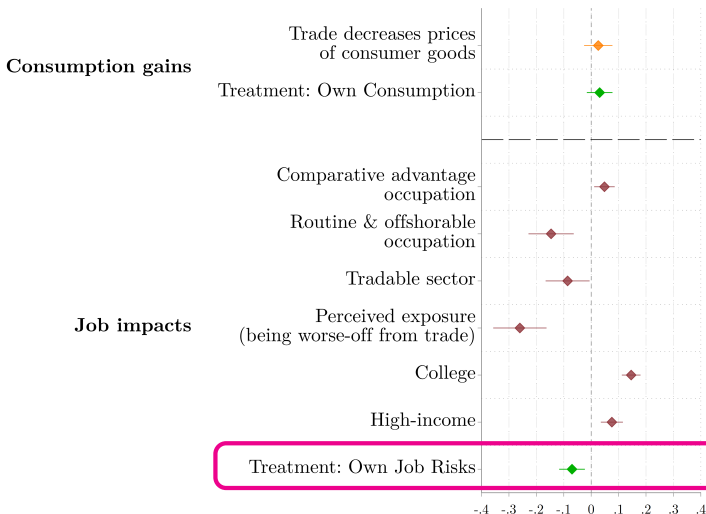 Trade decreases prices
of consumer goods
Consumption gains
Treatment: Own Consumption
Comparative advantage
occupation
Routine & offshorable
occupation
Tradable sector
Perceived exposure
Job impacts
(being worse-off from trade)
College
High-income
Treatment: Own Job Risks
-.4 -.3 -.2 -.1 0 .1 .2 .3 .4